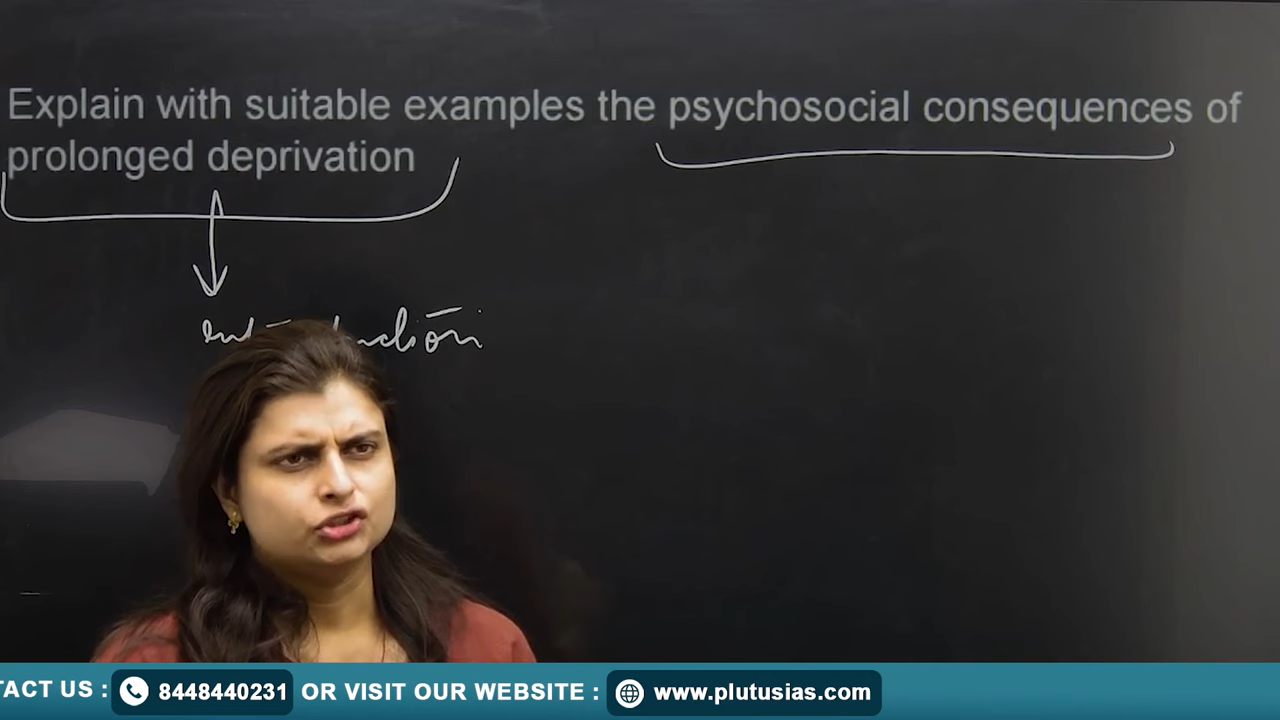 Explain with suitable examples the psychosocial consequences of
prolonged deprivation
TACT US : 8448440231 OR VISIT OUR WEBSITE : www.plutusias.com